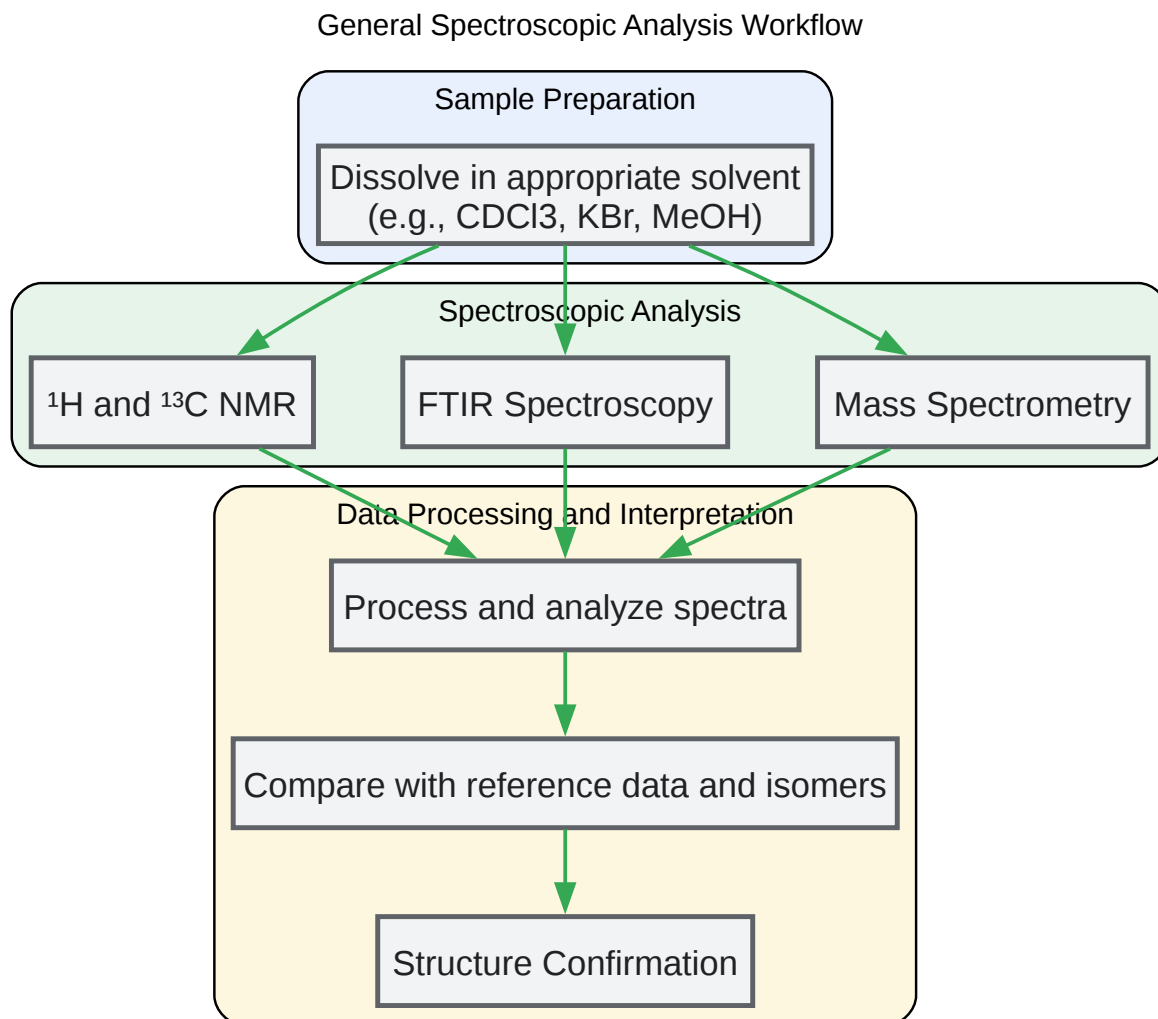 General Spectroscopic Analysis Workflow
Sample Preparation
Dissolve in appropriate solvent
(e.g., CDCl3, KBr, MeOH)
Spectroscopic Analysis
¹H and ¹³C NMR
FTIR Spectroscopy
Mass Spectrometry
Data Processing and Interpretation
Process and analyze spectra
Compare with reference data and isomers
Structure Confirmation